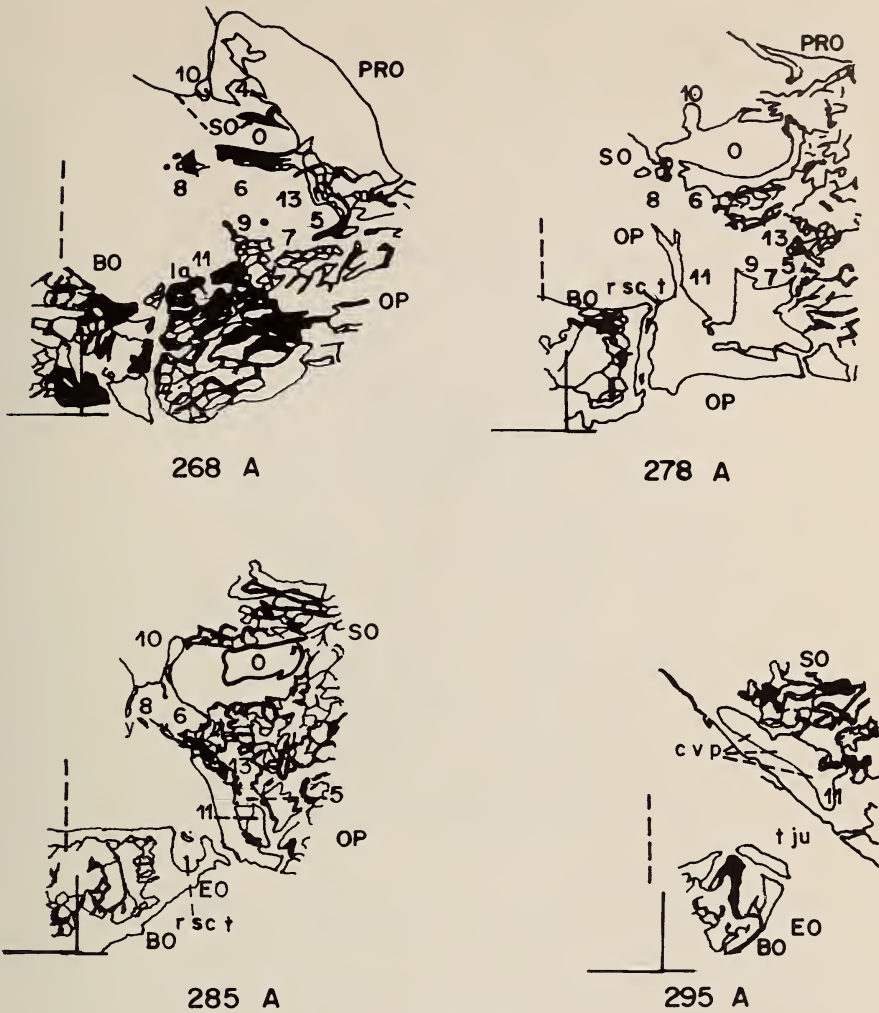 PRO
10
4
SO
O
8
6
13
9
5
7
BO
la
11
OP
268 A
PRO
10
SO
O
8
6
13
OP
9
7
5
r sc t
11
BO
OP
278 A
10
SO
O
8
6
y
13
5
11
OP
EO
r sc t
BO
285 A
SO
c v p
11
t ju
EO
BO
295 A